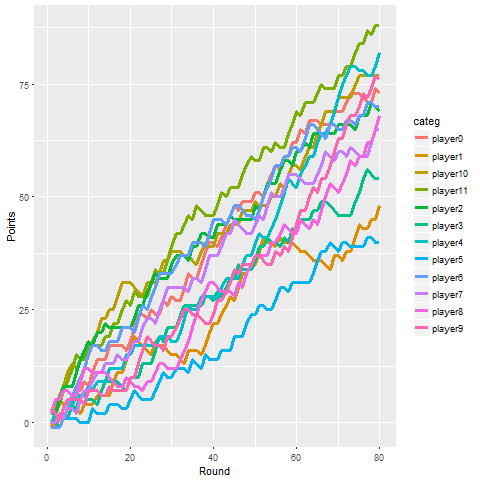 Points
75
50
25
0
0
20
40
60
80
Round
categ
player0
player1
player10
player11
player2
player3
player4
player5
player6
player7
player8
player9